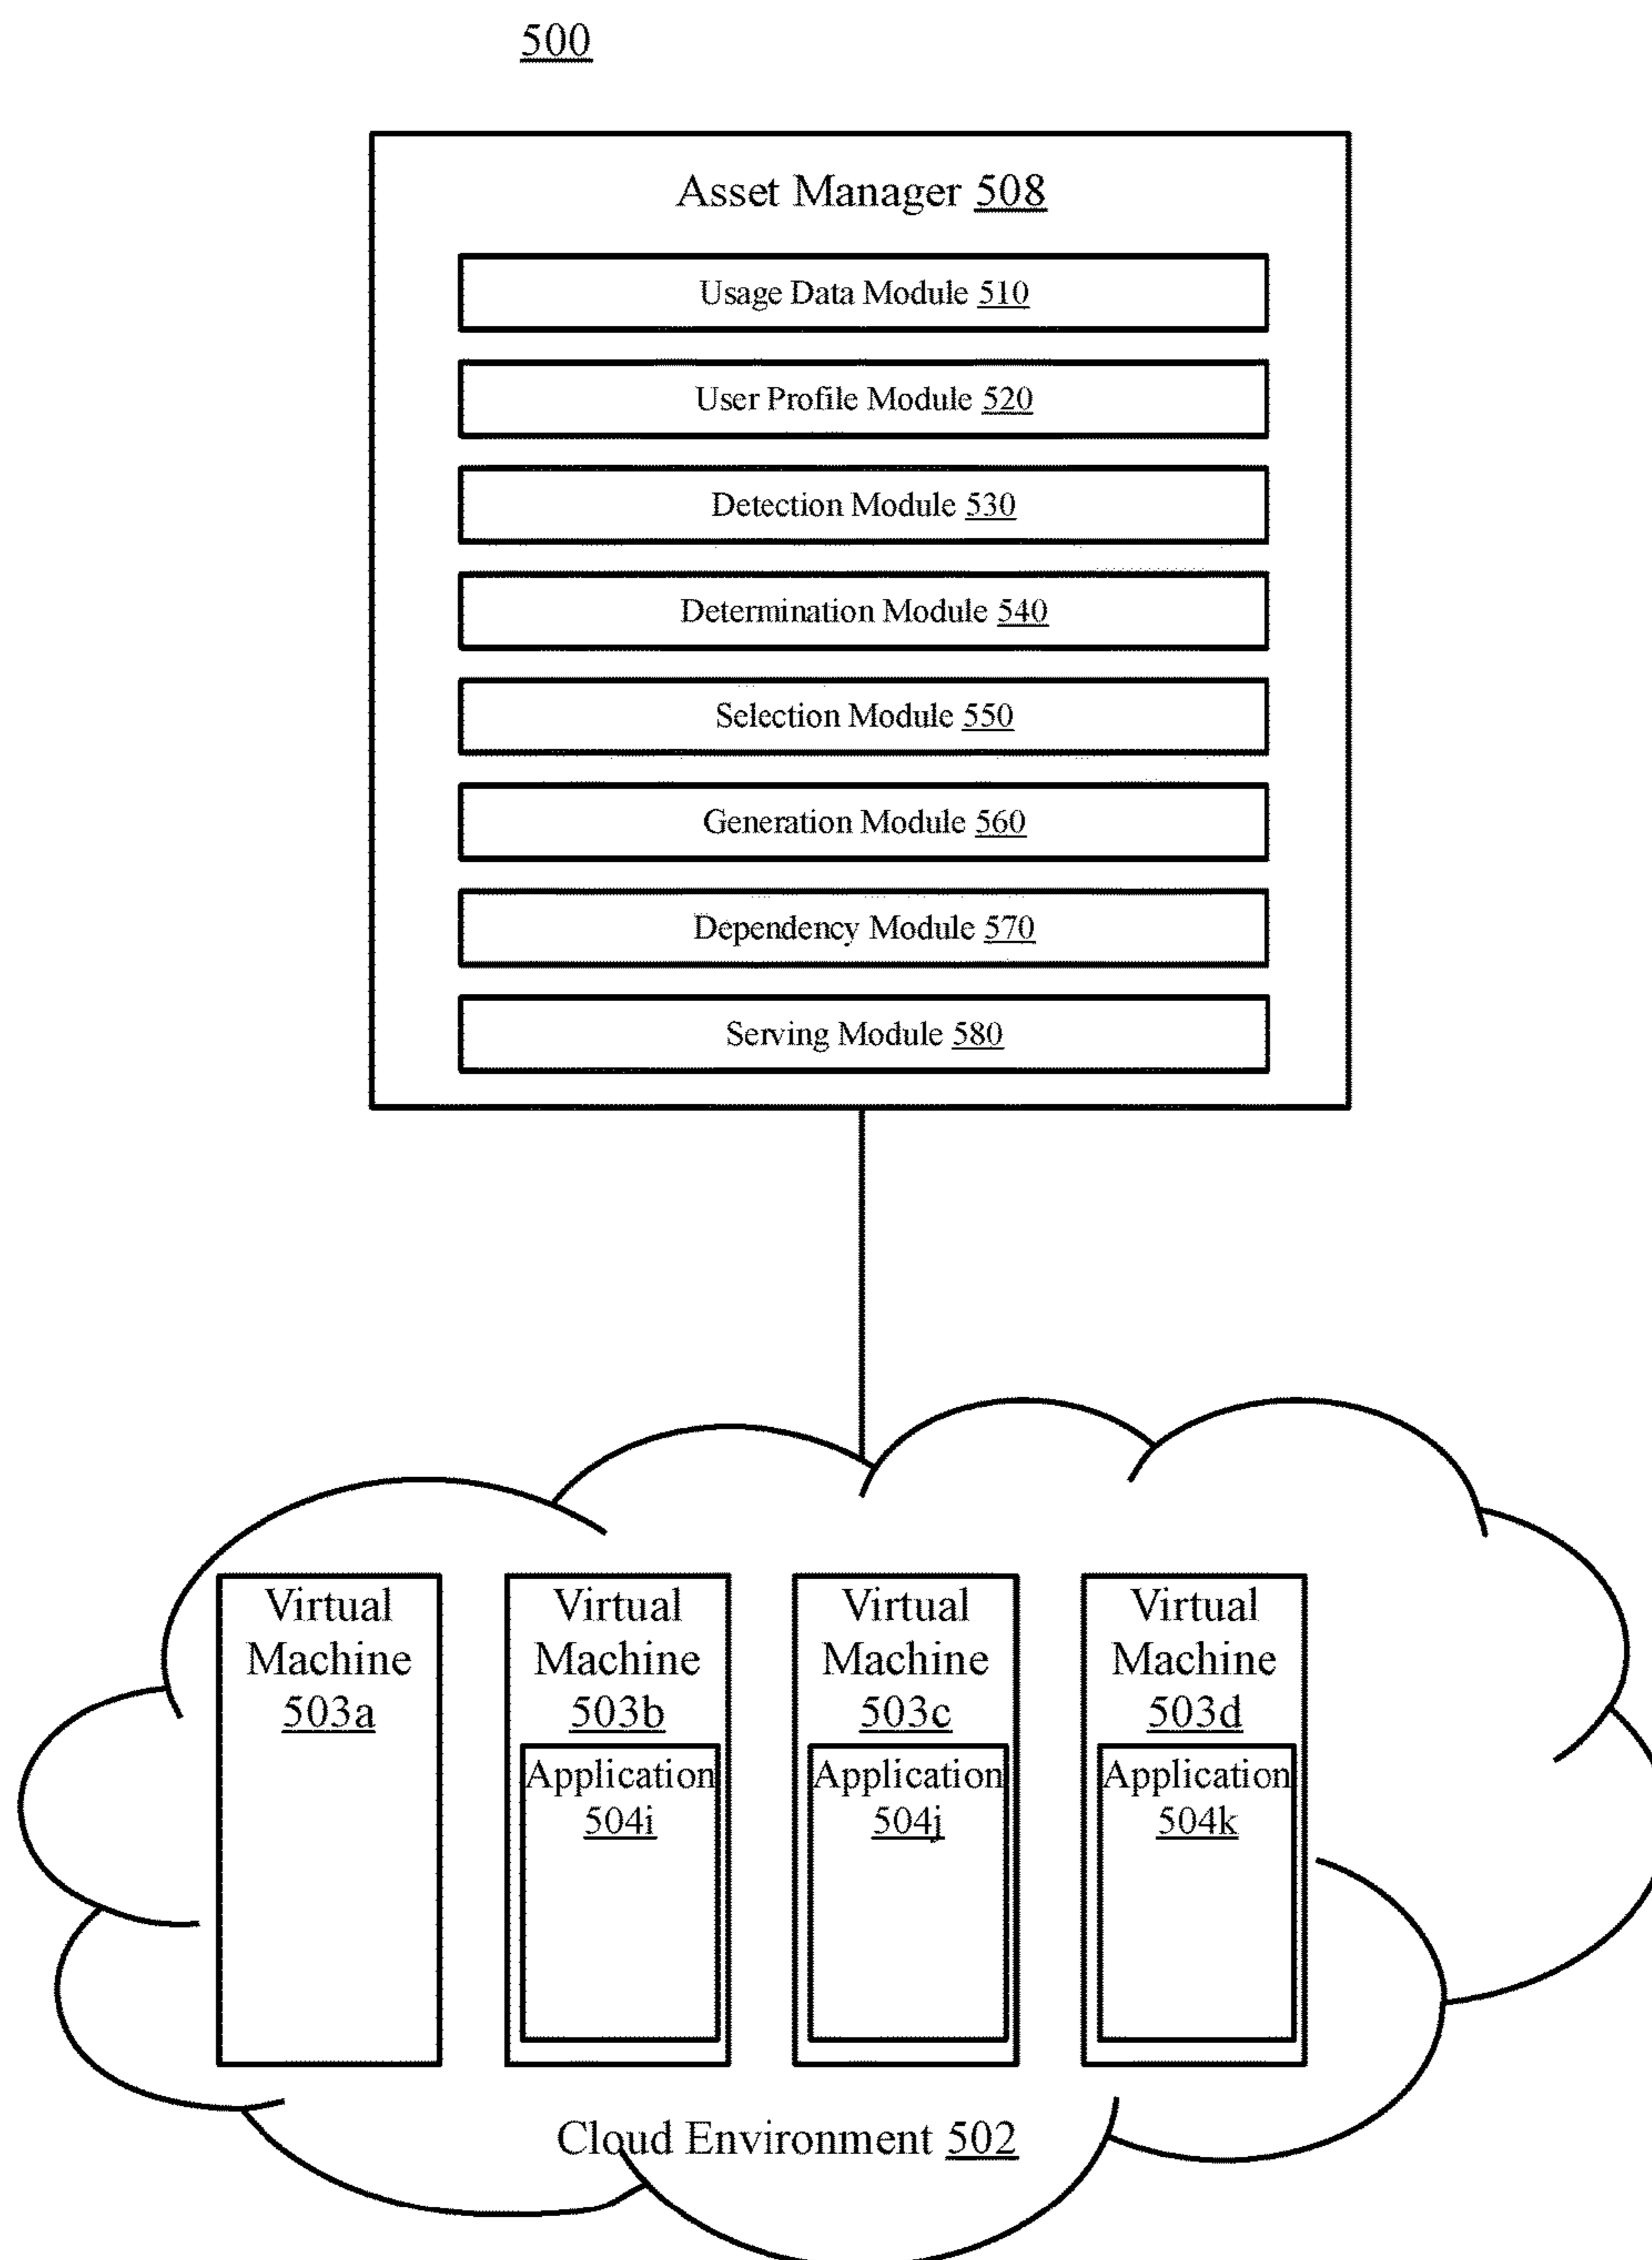 500
Asset Manager 508
Usage Data Module 510
User Profile Module 520
Detection Module 530
Determination Module 540
Selection Module 550
Generation Module 560
Dependency Module 570
Serving Module 580
Virtual
Machine
503a
Virtual
Machine
503b
Application
504i
Virtual
Machine
503c
Application
504j
Virtual
Machine
503d
Application
504k
Cloud Environment 502